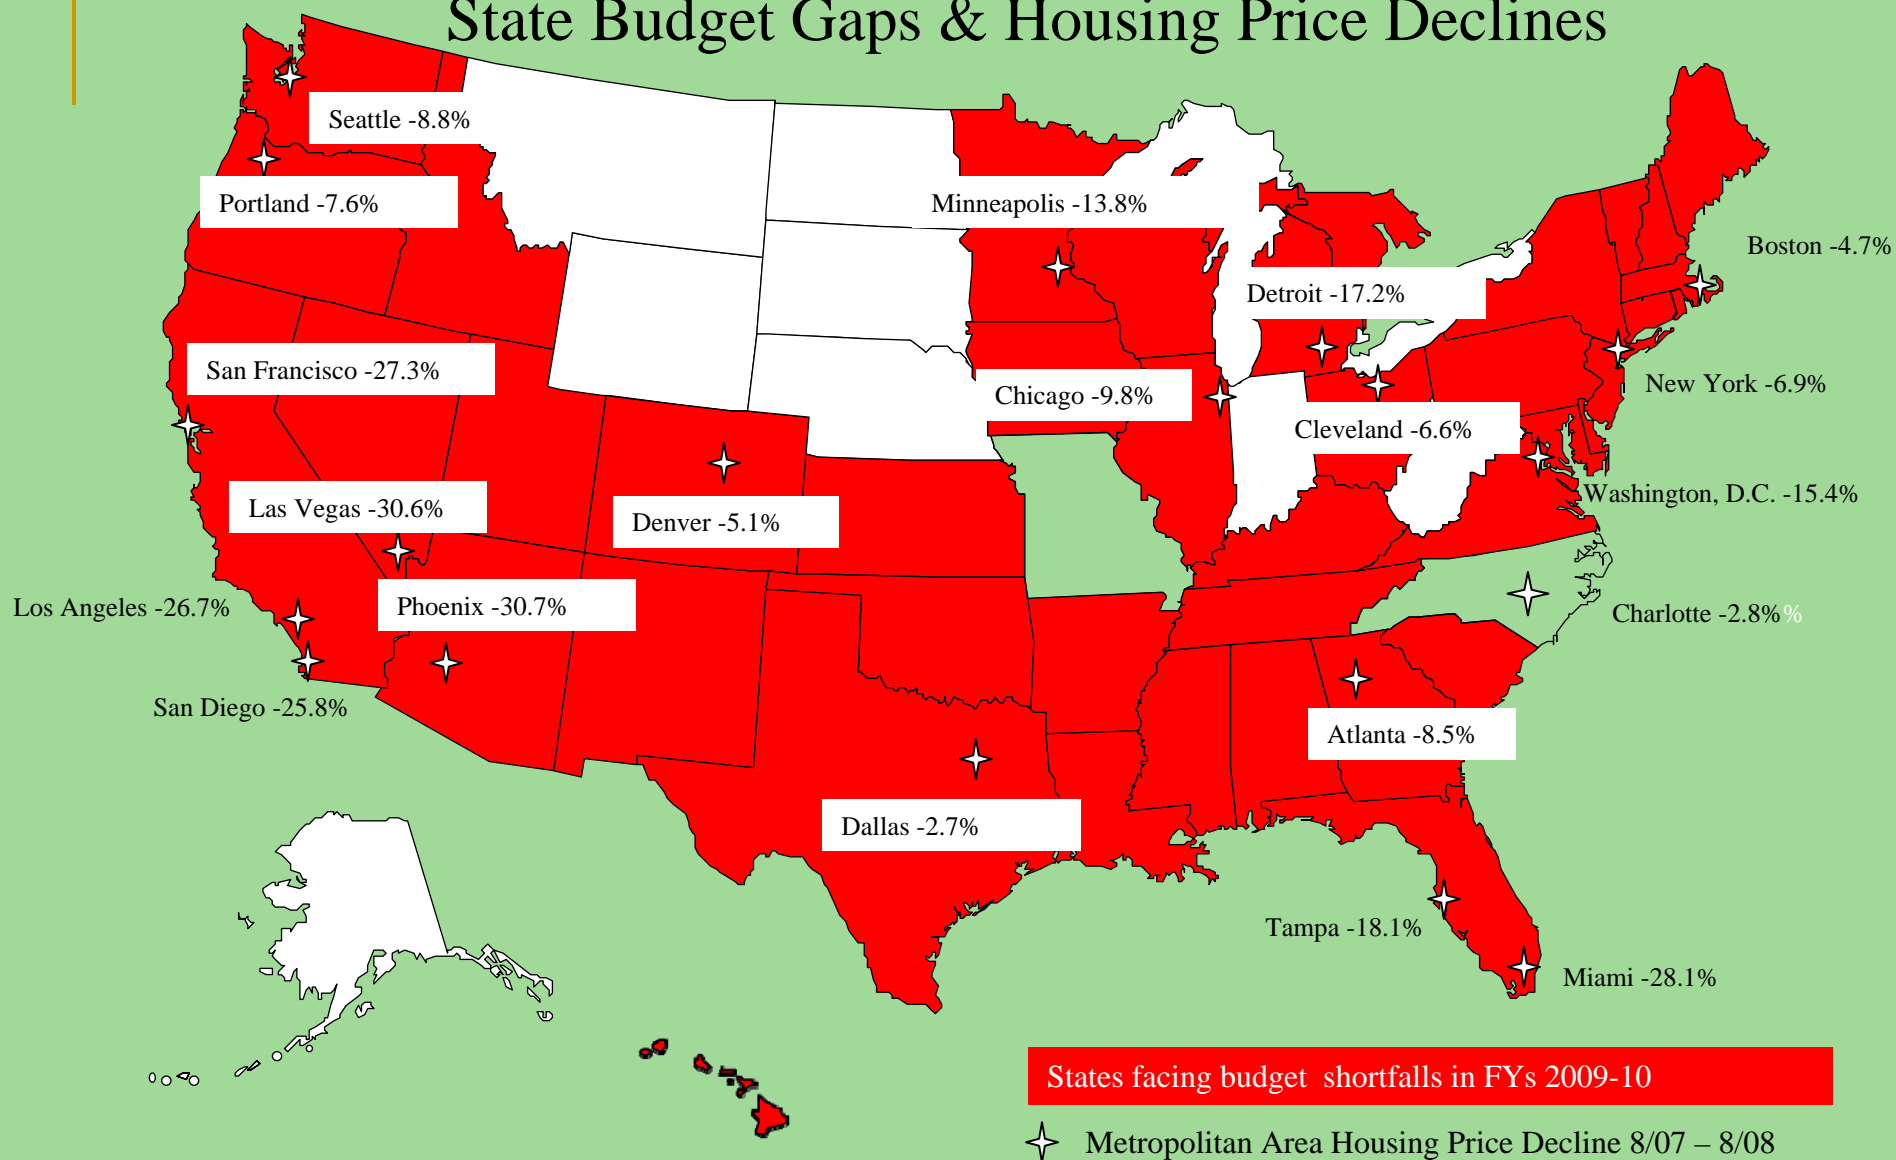 State Budget Gaps & Housing Price Declines
Seattle -8.8%
Portland -7.6%
Minneapolis -13.8%
Boston -4.7%
Detroit -17.2%
San Francisco -27.3%
New York -6.9%
Chicago -9.8%
Cleveland -6.6%
Las Vegas -30.6%
Denver -5.1%
Washington, D.C. -15.4%
Los Angeles -26.7%
Phoenix -30.7%
Charlotte -2.8%%
San Diego -25.8%
Atlanta -8.5%
Dallas -2.7%
Tampa -18.1%
Miami -28.1%
States facing budget  shortfalls in FYs 2009-10
Metropolitan Area Housing Price Decline 8/07 – 8/08